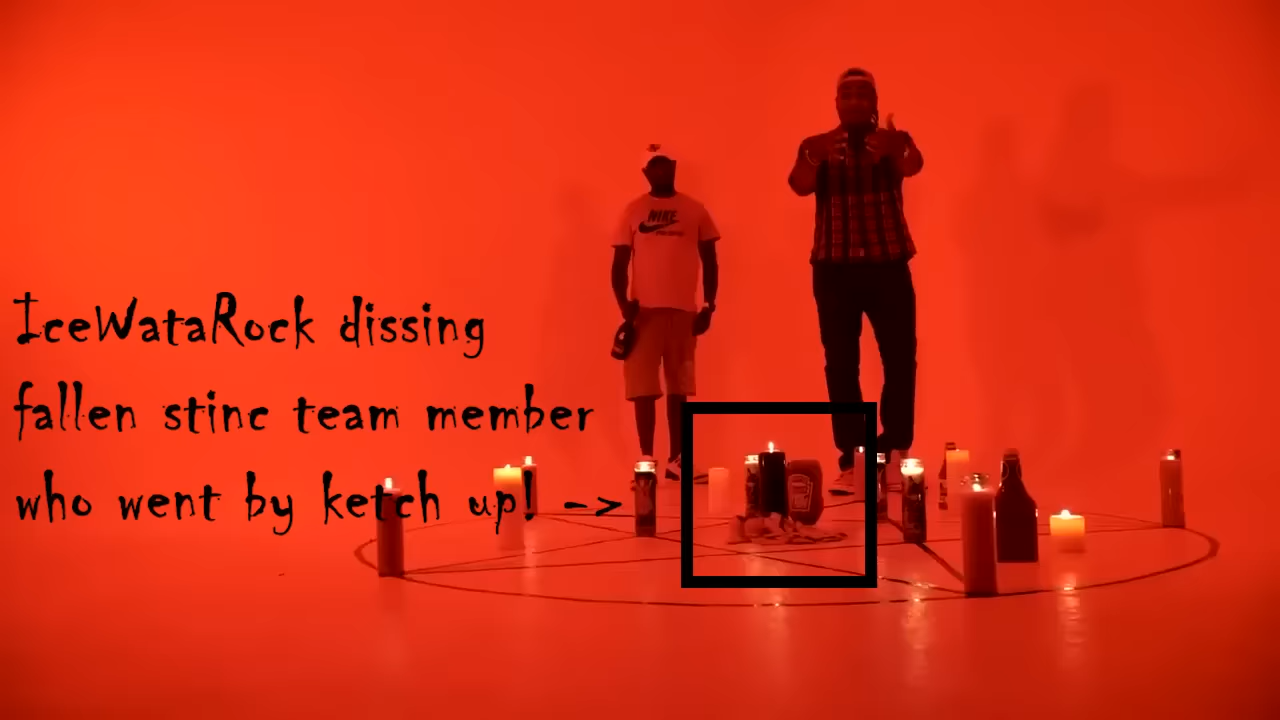 NIKE
IceWataRock dissing
fallen stinc team member
who went by ketch up! ->